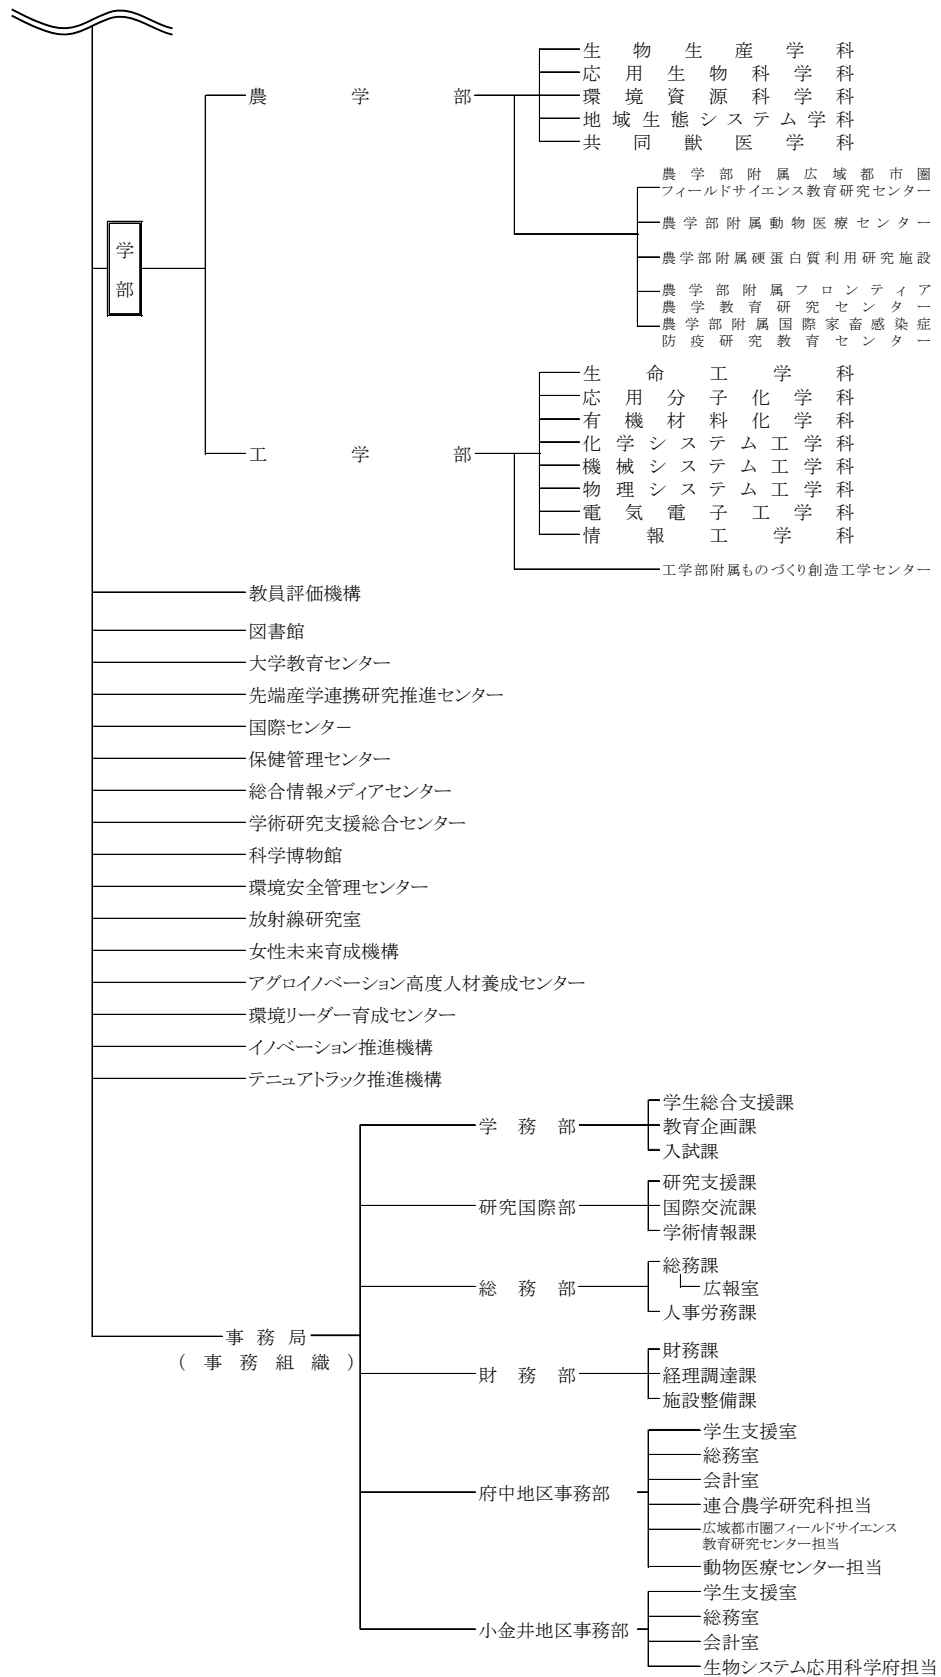 学部
農学部
生物生産学科
応用生物科学科
環境資源科学科
地域生態システム学科
共同獣医学科
農学部附属広域都市圏
フィールドサイエンス教育研究センター
農学部附属動物医療センター
農学部附属硬蛋白質利用研究施設
農学部附属フロンティア
農学教育研究センター
農学部附属国際家畜感染症
防疫研究教育センター
工学部
生命工学科
応用分子化学科
有機材料化学科
化学システム工学科
機械システム工学科
物理システム工学科
電気電子工学科
情報工学科
工学部附属ものづくり創造工学センター
教員評価機構
図書館
大学教育センター
先端産学連携研究推進センター
国際センター
保健管理センター
総合情報メディアセンター
学術研究支援総合センター
科学博物館
環境安全管理センター
放射線研究室
女性未来育成機構
アグロイノベーション高度人材養成センター
環境リーダー育成センター
イノベーション推進機構
テニュアトラック推進機構
事務局
(事務組織)
学務部
学生総合支援課
教育企画課
入試課
研究国際部
研究支援課
国際交流課
学術情報課
総務部
総務課
広報室
人事労務課
財務部
財務課
経理調達課
施設整備課
府中地区事務部
学生支援室
総務室
会計室
連合農学研究科担当
広域都市圏フィールドサイエンス
教育研究センター担当
動物医療センター担当
小金井地区事務部
学生支援室
総務室
会計室
生物システム応用科学府担当